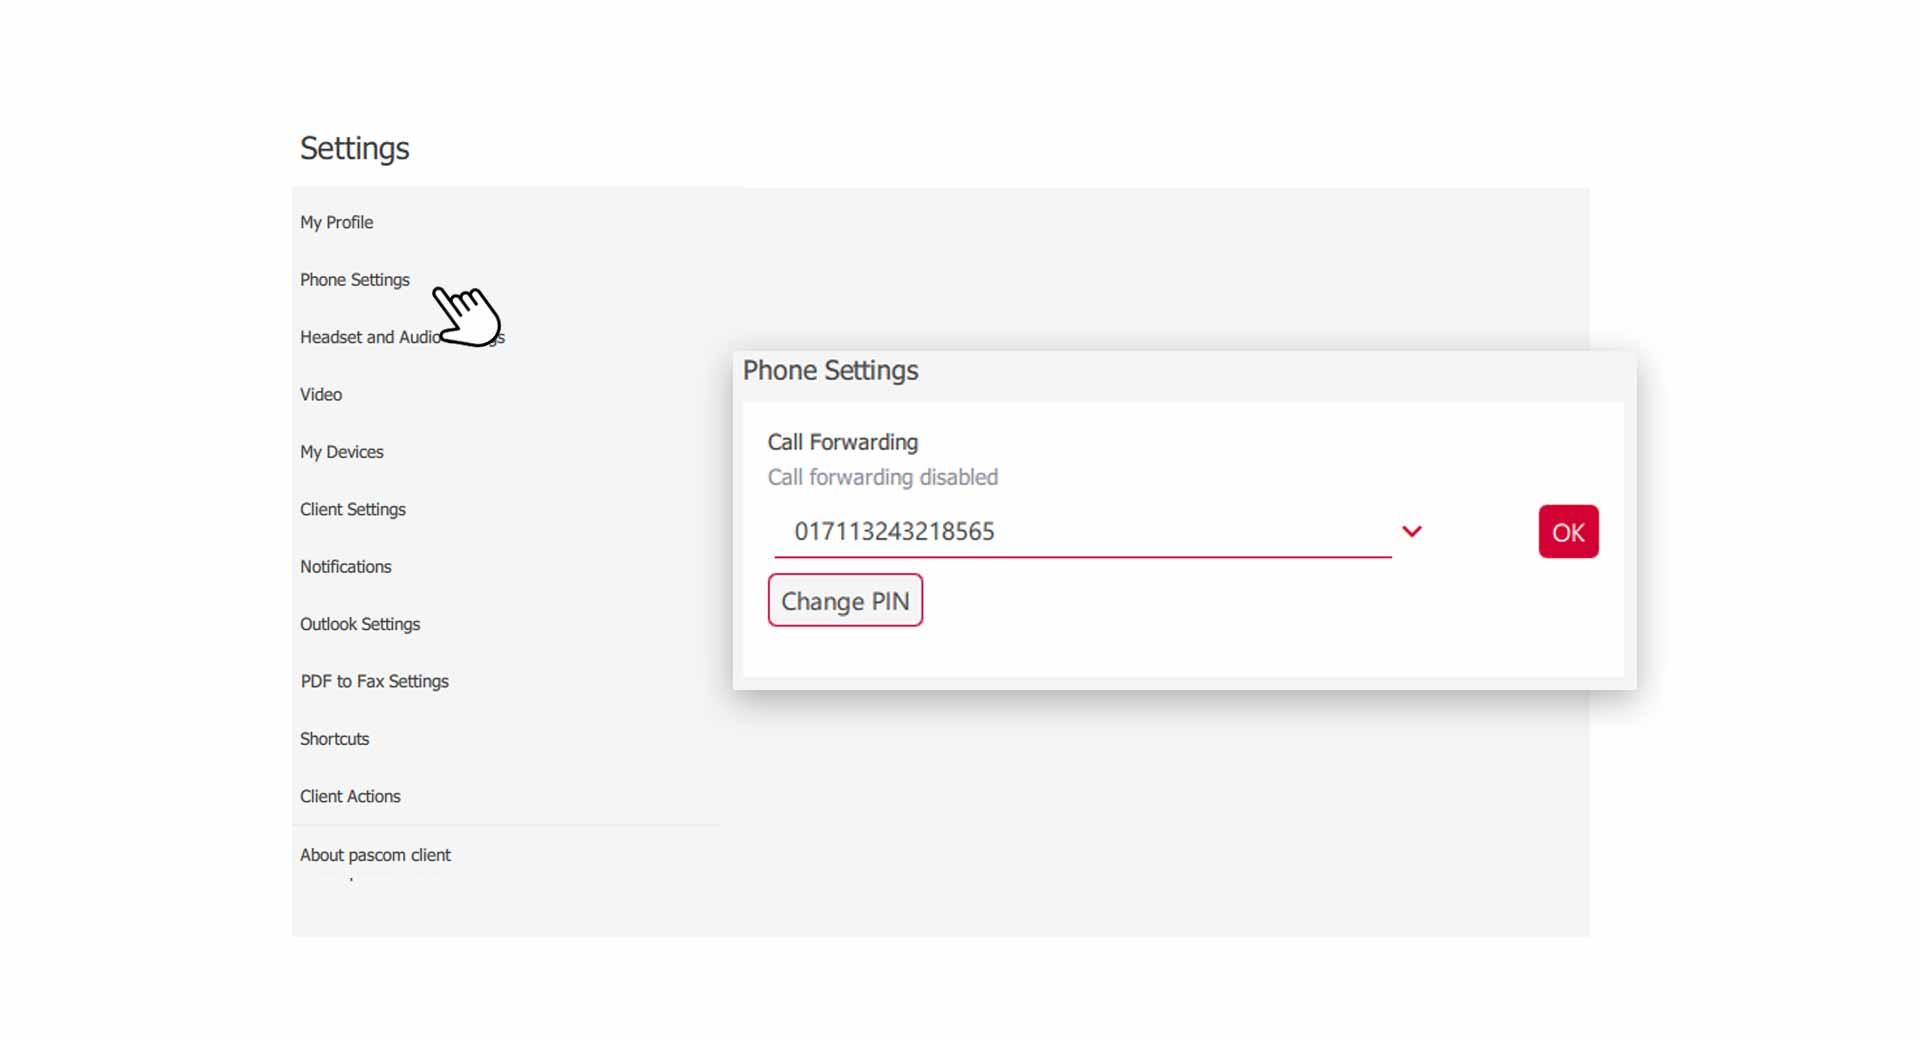 Settings
My Profile
Phone Settings
Headset and Audio
Video
My Devices
Client Settings
Notifications
Outlook Settings
PDF to Fax Settings
Shortcuts
Client Actions
About pascom client
Phone Settings
Call Forwarding
Call forwarding disabled
017113243218565
OK
Change PIN